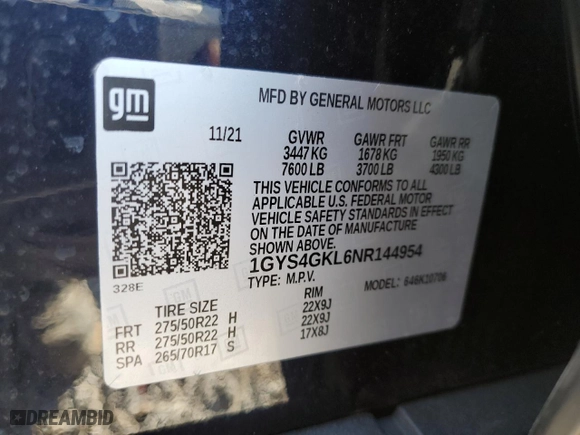 gm
MFD BY GENERAL MOTORS LLC
11/21 GVWR GAWR FRT GAWR RR
3447 KG 1678 KG 1950 KG
7600 LB 3700 LB 4300 LB
THIS VEHICLE CONFORMS TO ALL
APPLICABLE U.S. FEDERAL MOTOR
VEHICLE SAFETY STANDARDS IN EFFECT
ON THE DATE OF MANUFACTURE
SHOWN ABOVE.
1GYS4GKL6NR144954
328E TYPE: M.P.V. MODEL: 646K10706
TIRE SIZE RIM
FRT 275/50R22 H 22X9J
RR 275/50R22 H 22X9J
SPA 265/70R17 S 17X8J
DREAMBID